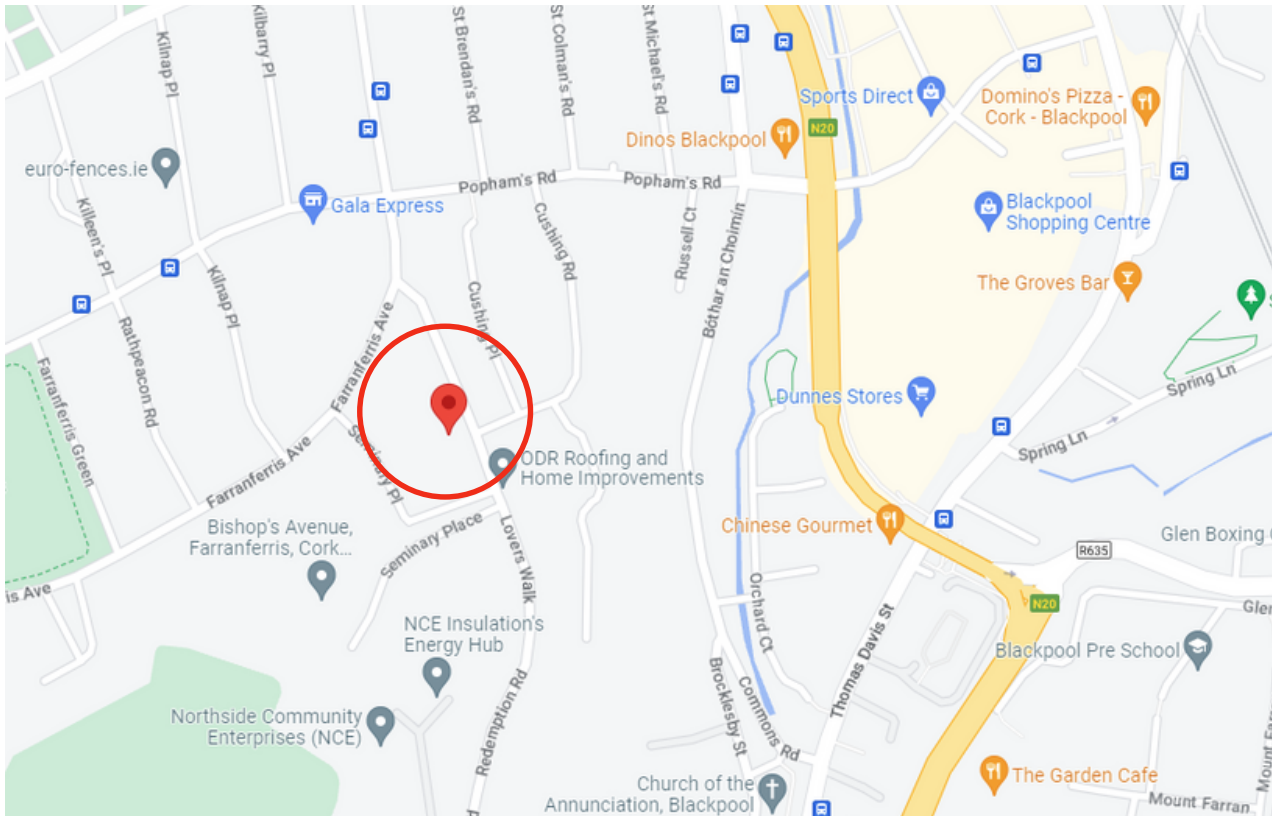 Kilnap Pl
Kilbarry Pl
St Brendan's Rd
St Colman's Rd
St Michael's Rd
Sports Direct
Domino's Pizza -
Cork - Blackpool
N20
Dinos Blackpool
euro-fences.ie
Popham's Rd
Popham's Rd
Gala Express
Killeen's Pl
Kilnap Pl
Cushing Rd
Russell Ct
Bóthar an Choimin
Blackpool
Shopping Centre
The Groves Bar
Cushing Pl
Farranferris Ave
Rathpeacon Rd
Farranferris Green
Dunnes Stores
Spring Ln
Spring Ln
Seminary Pl
Farranferris Ave
ODR Roofing and
Home Improvements
Bishop's Avenue,
Farranferris, Cork...
Seminary Place
Lovers Walk
Chinese Gourmet
R635
Glen Boxing
is Ave
Orchard Ct
N20
Glen
NCE Insulation's
Energy Hub
Thomas Davis St
Blackpool Pre School
Northside Community
Enterprises (NCE)
Redemption Rd
Brocklesby St
Commons Rd
Church of the
Annunciation, Blackpool
The Garden Cafe
Mount Farran